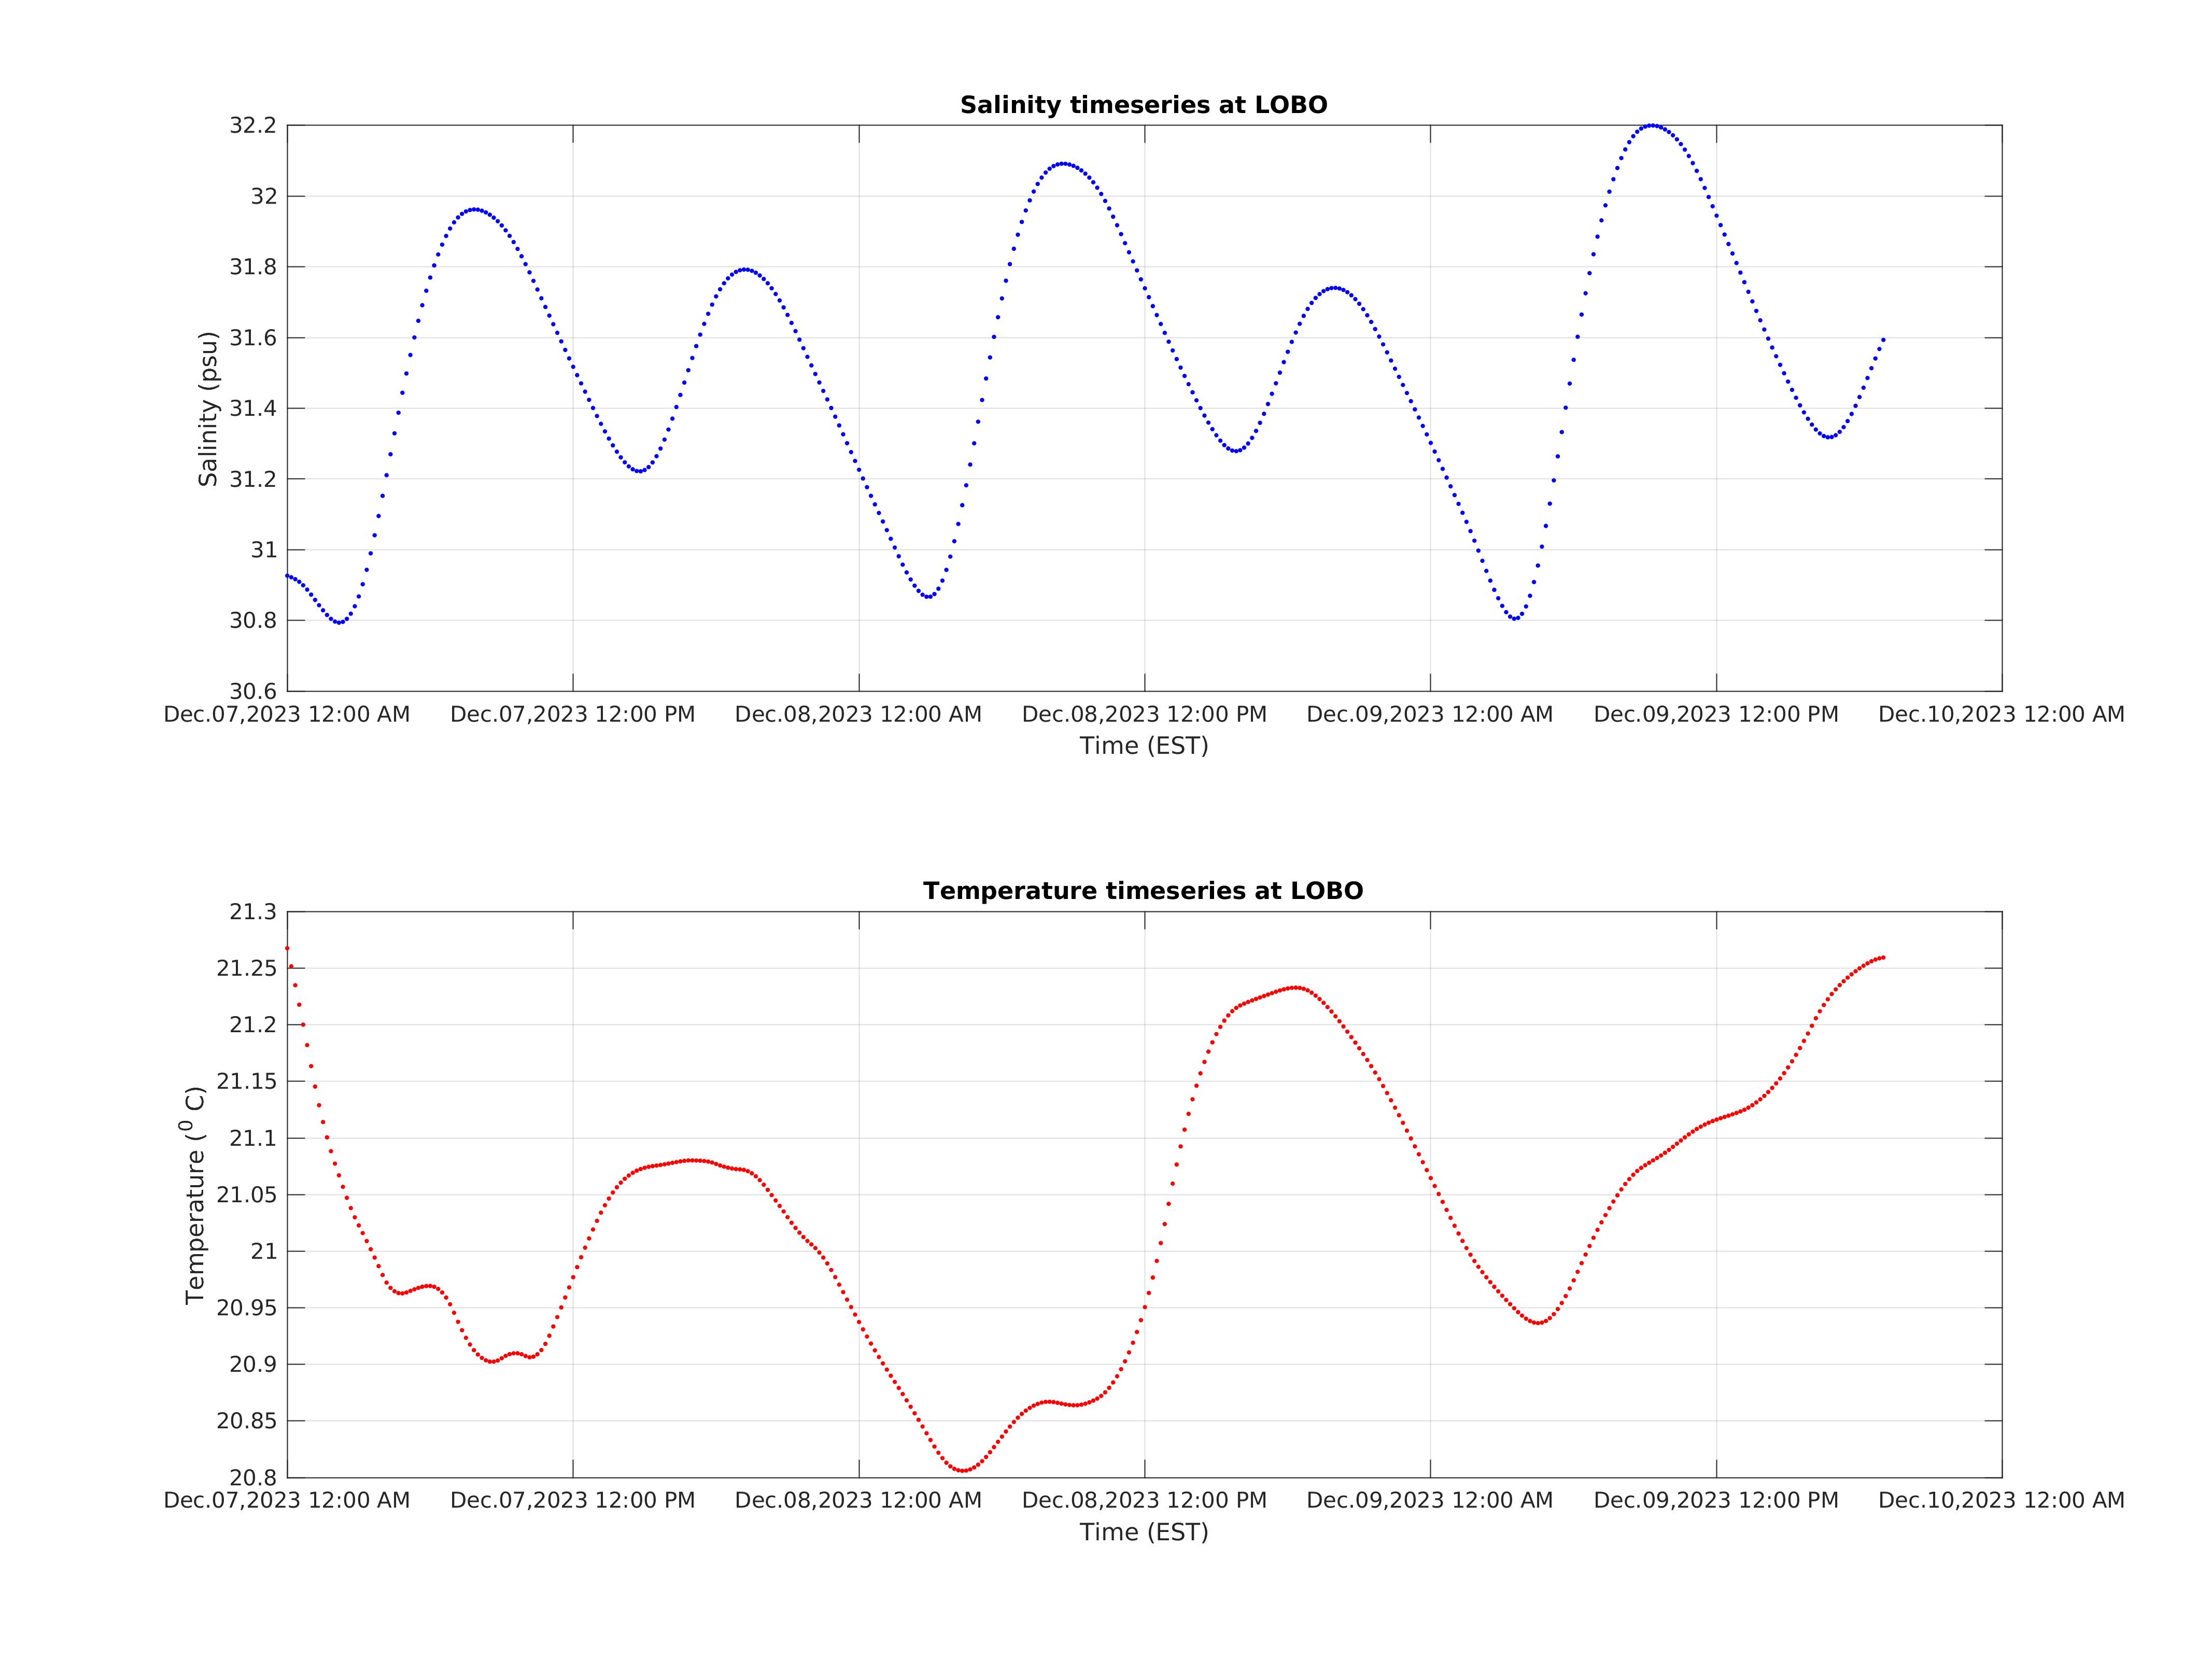 Salinity timeseries at LOBO
32.2
32
31.8
31.6
31.4
31.2
31
30.8
30.6
Salinity (psu)
Dec.07,2023 12:00 AM Dec.07,2023 12:00 PM Dec.08,2023 12:00 AM Dec.08,2023 12:00 PM Dec.09,2023 12:00 AM Dec.09,2023 12:00 PM Dec.10,2023 12:00 AM
Time (EST)
Temperature timeseries at LOBO
21.3
21.25
21.2
21.15
21.1
21.05
21
20.95
20.9
20.85
20.8
Temperature (⁰ C)
Dec.07,2023 12:00 AM Dec.07,2023 12:00 PM Dec.08,2023 12:00 AM Dec.08,2023 12:00 PM Dec.09,2023 12:00 AM Dec.09,2023 12:00 PM Dec.10,2023 12:00 AM
Time (EST)